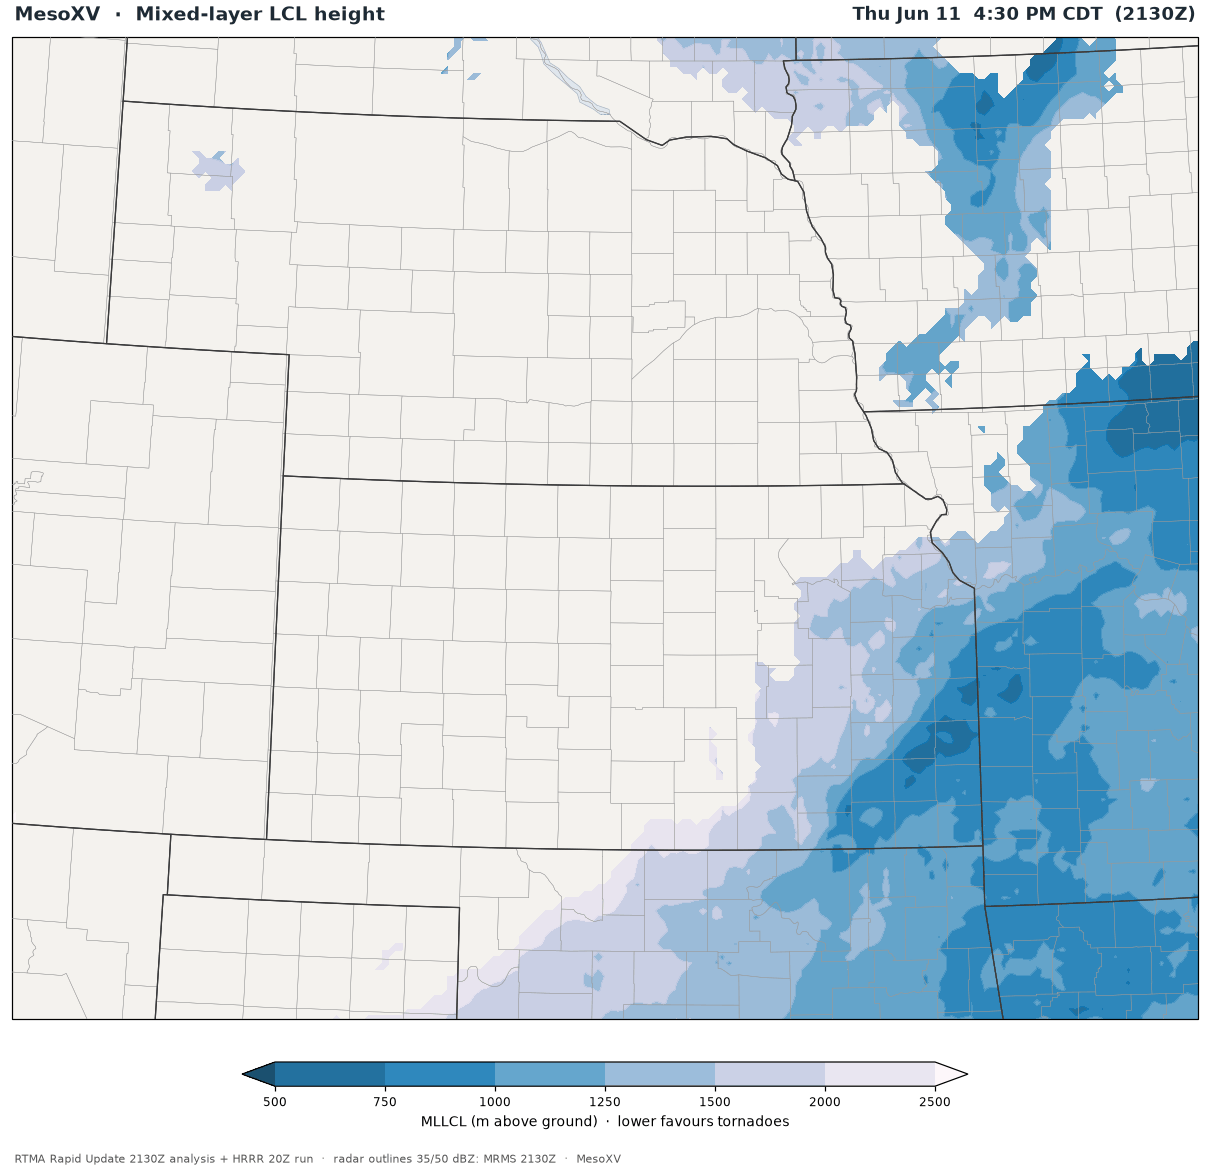 MesoXV · Mixed-layer LCL height
Thu Jun 11 4:30 PM CDT (2130Z)
500 750 1000 1250 1500 2000 2500
MLLCL (m above ground) · lower favours tornadoes
RTMA Rapid Update 2130Z analysis + HRRR 20Z run · radar outlines 35/50 dBZ: MRMS 2130Z · MesoXV